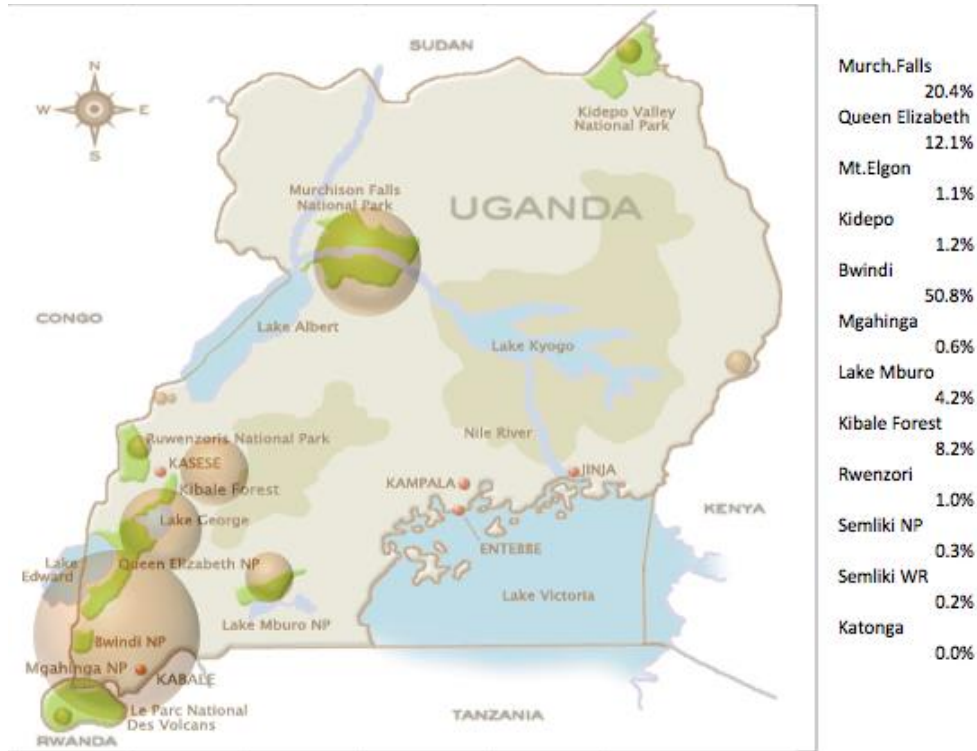 SUDAN
N
W E
S
Kidepo Valley
National Park
Murchison Falls
National Park
UGANDA
CONGO
Lake Albert
Lake Kyogo
Ruwenzoris National Park
Nile River
KASESE
JINJA
KAMPALA
Kibale Forest
KENYA
Lake George
ENTEBBE
Lake
Edward
Queen Elizabeth NP
Lake Victoria
Lake Mburo NP
Bwindi NP
Mgahinga NP
KABALE
Le Parc National
Des Volcans
TANZANIA
RWANDA
Murch.Falls
20.4%
Queen Elizabeth
12.1%
Mt.Elgon
1.1%
Kidepo
1.2%
Bwindi
50.8%
Mgahinga
0.6%
Lake Mburo
4.2%
Kibale Forest
8.2%
Rwenzori
1.0%
Semliki NP
0.3%
Semliki WR
0.2%
Katonga
0.0%